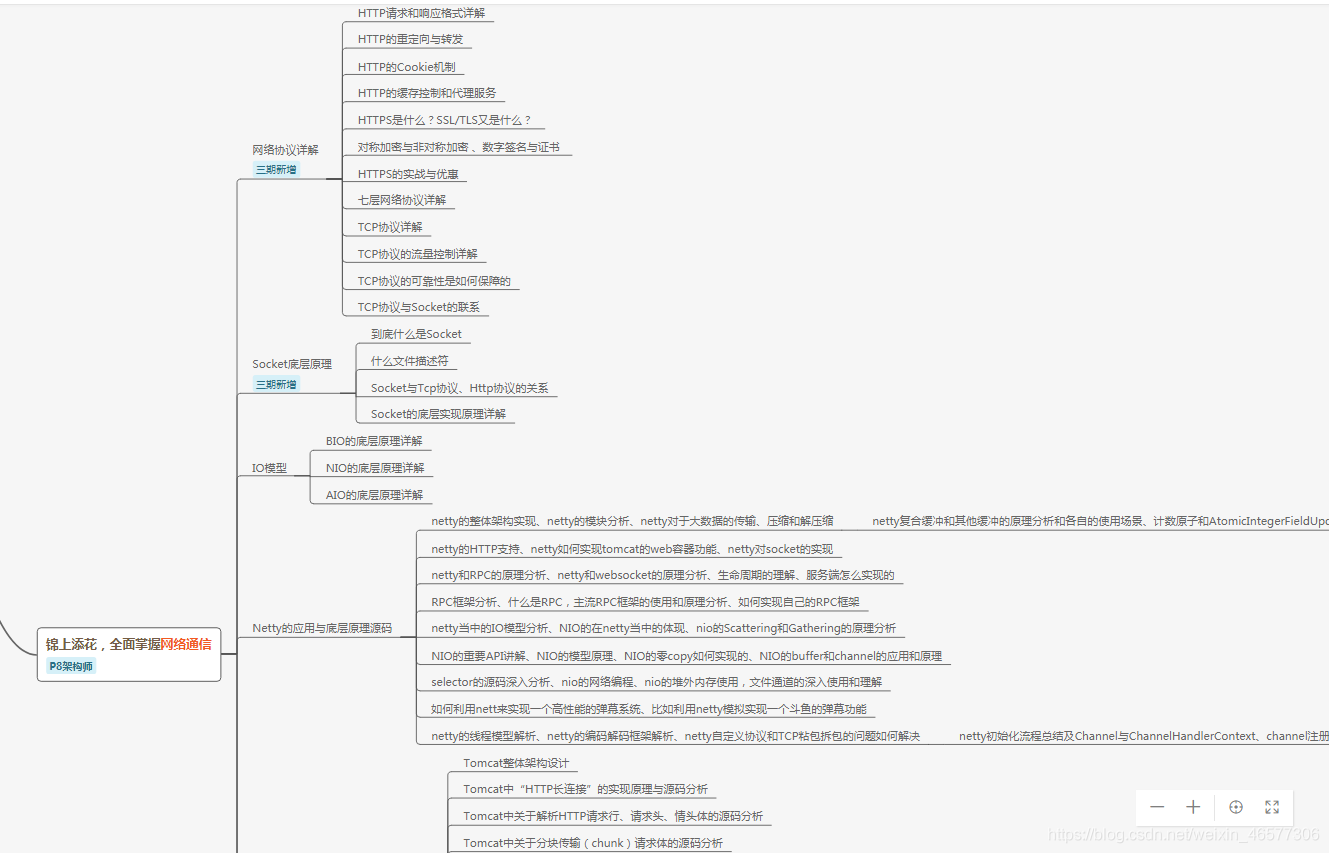 HTTP请求和响应格式详解
HTTP的重定向与转发
HTTP的Cookie机制
HTTP的缓存控制和代理服务
HTTPS是什么？SSL/TLS又是什么？
对称加密与非对称加密 、数字签名与证书
HTTPS的实战与优惠
七层网络协议详解
TCP协议详解
TCP协议的流量控制详解
TCP协议的可靠性是如何保障的
TCP协议与Socket的联系
网络协议详解
三期新增
到底什么是Socket
什么文件描述符
Socket与Tcp协议、Http协议的关系
Socket的底层实现原理详解
Socket底层原理
三期新增
BIO的底层原理详解
NIO的底层原理详解
AIO的底层原理详解
IO模型
netty的整体架构实现、netty的模块分析、netty对于大数据的传输、压缩和解压缩
netty复合缓冲和其他缓冲的原理分析和各自的使用场景、计数原子和AtomicIntegerFieldUpd
netty的HTTP支持、netty如何实现tomcat的web容器功能、netty对socket的实现
netty和RPC的原理分析、netty和websocket的原理分析、生命周期的理解、服务端怎么实现的
RPC框架分析、什么是RPC，主流RPC框架的使用和原理分析、如何实现自己的RPC框架
netty当中的IO模型分析、NIO的在netty当中的体现、nio的Scattering和Gathering的原理分析
NIO的重要API讲解、NIO的模型原理、NIO的零copy如何实现的、NIO的buffer和channel的应用和原理
selector的源码深入分析、nio的网络编程、nio的堆外内存使用，文件通道的深入使用和理解
如何利用nett来实现一个高性能的弹幕系统、比如利用netty模拟实现一个斗鱼的弹幕功能
netty的线程模型解析、netty的编码解码框架解析、netty自定义协议和TCP粘包拆包的问题如何解决
netty初始化流程总结及Channel与ChannelHandlerContext、channel注册
Netty的应用与底层原理源码
锦上添花，全面掌握网络通信
P8架构师
Tomcat整体架构设计
Tomcat中“HTTP长连接”的实现原理与源码分析
Tomcat中关于解析HTTP请求行、请求头、情头体的源码分析
Tomcat中关于分块传输（chunk）请求体的源码分析
https://blog.csdn.net/weixin_46577306